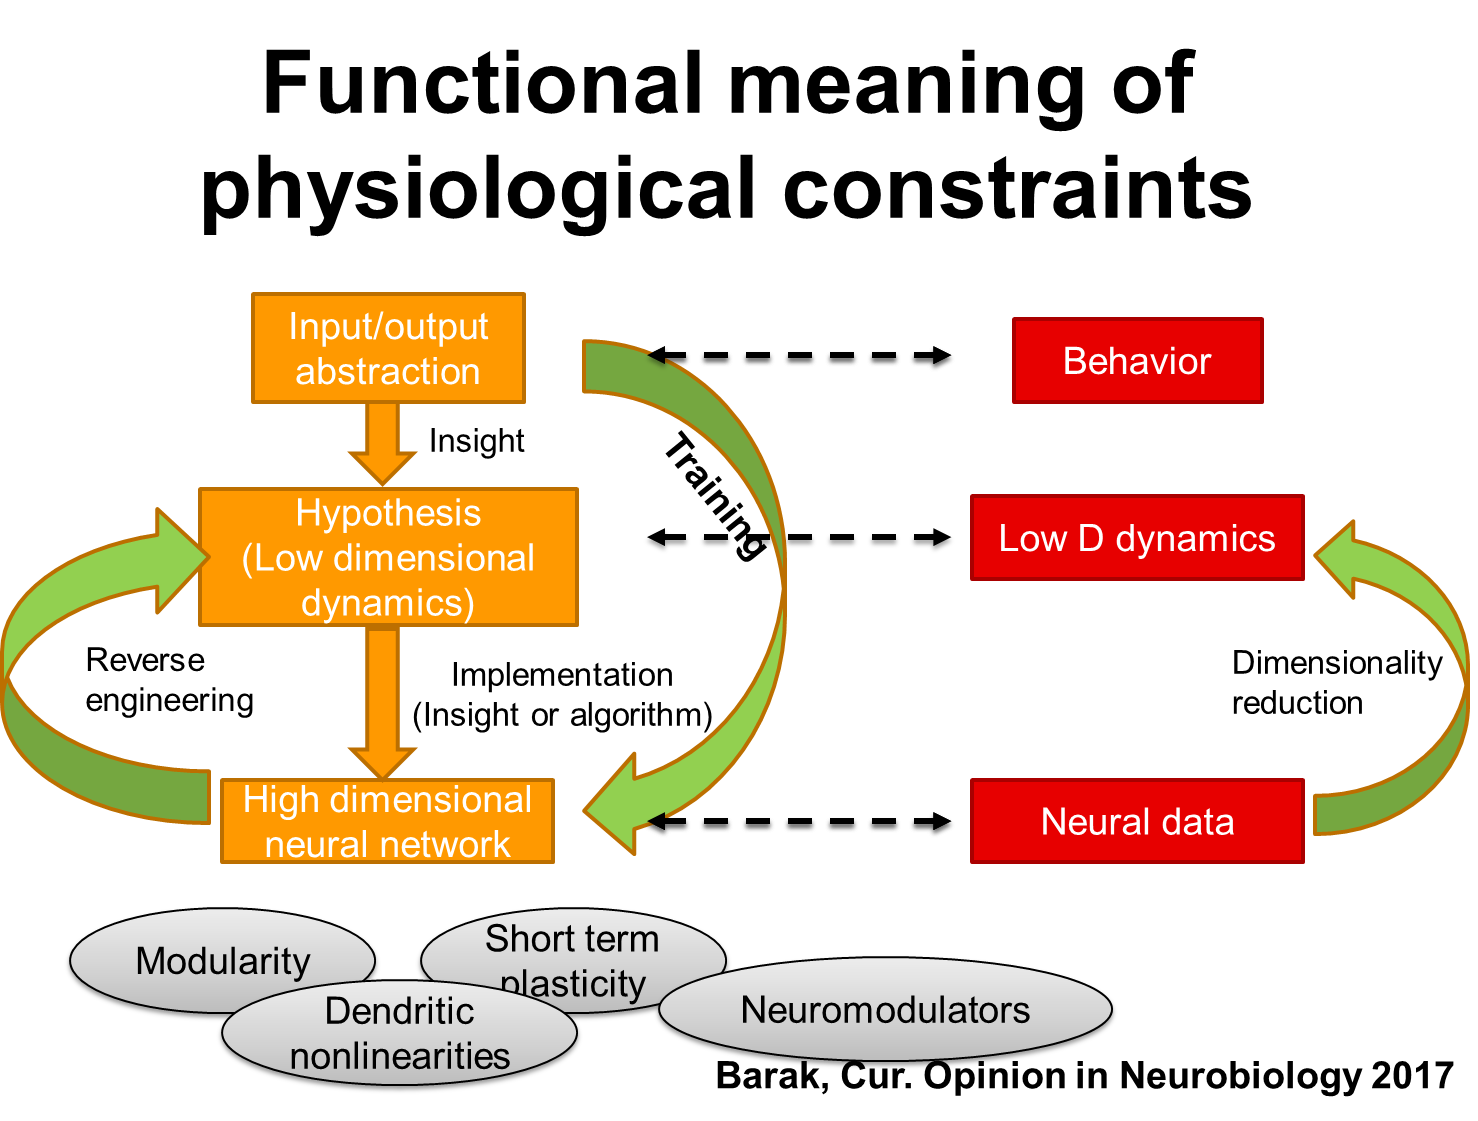 Functional meaning of
physiological constraints
Input/output
abstraction
Behavior
Insight
Training
Hypothesis
(Low dimensional
dynamics)
Low D dynamics
Reverse
engineering
Implementation
(Insight or algorithm)
Dimensionality
reduction
High dimensional
neural network
Neural data
Modularity
Short term
plasticity
Dendritic
nonlinearities
Neuromodulators
Barak, Cur. Opinion in Neurobiology 2017